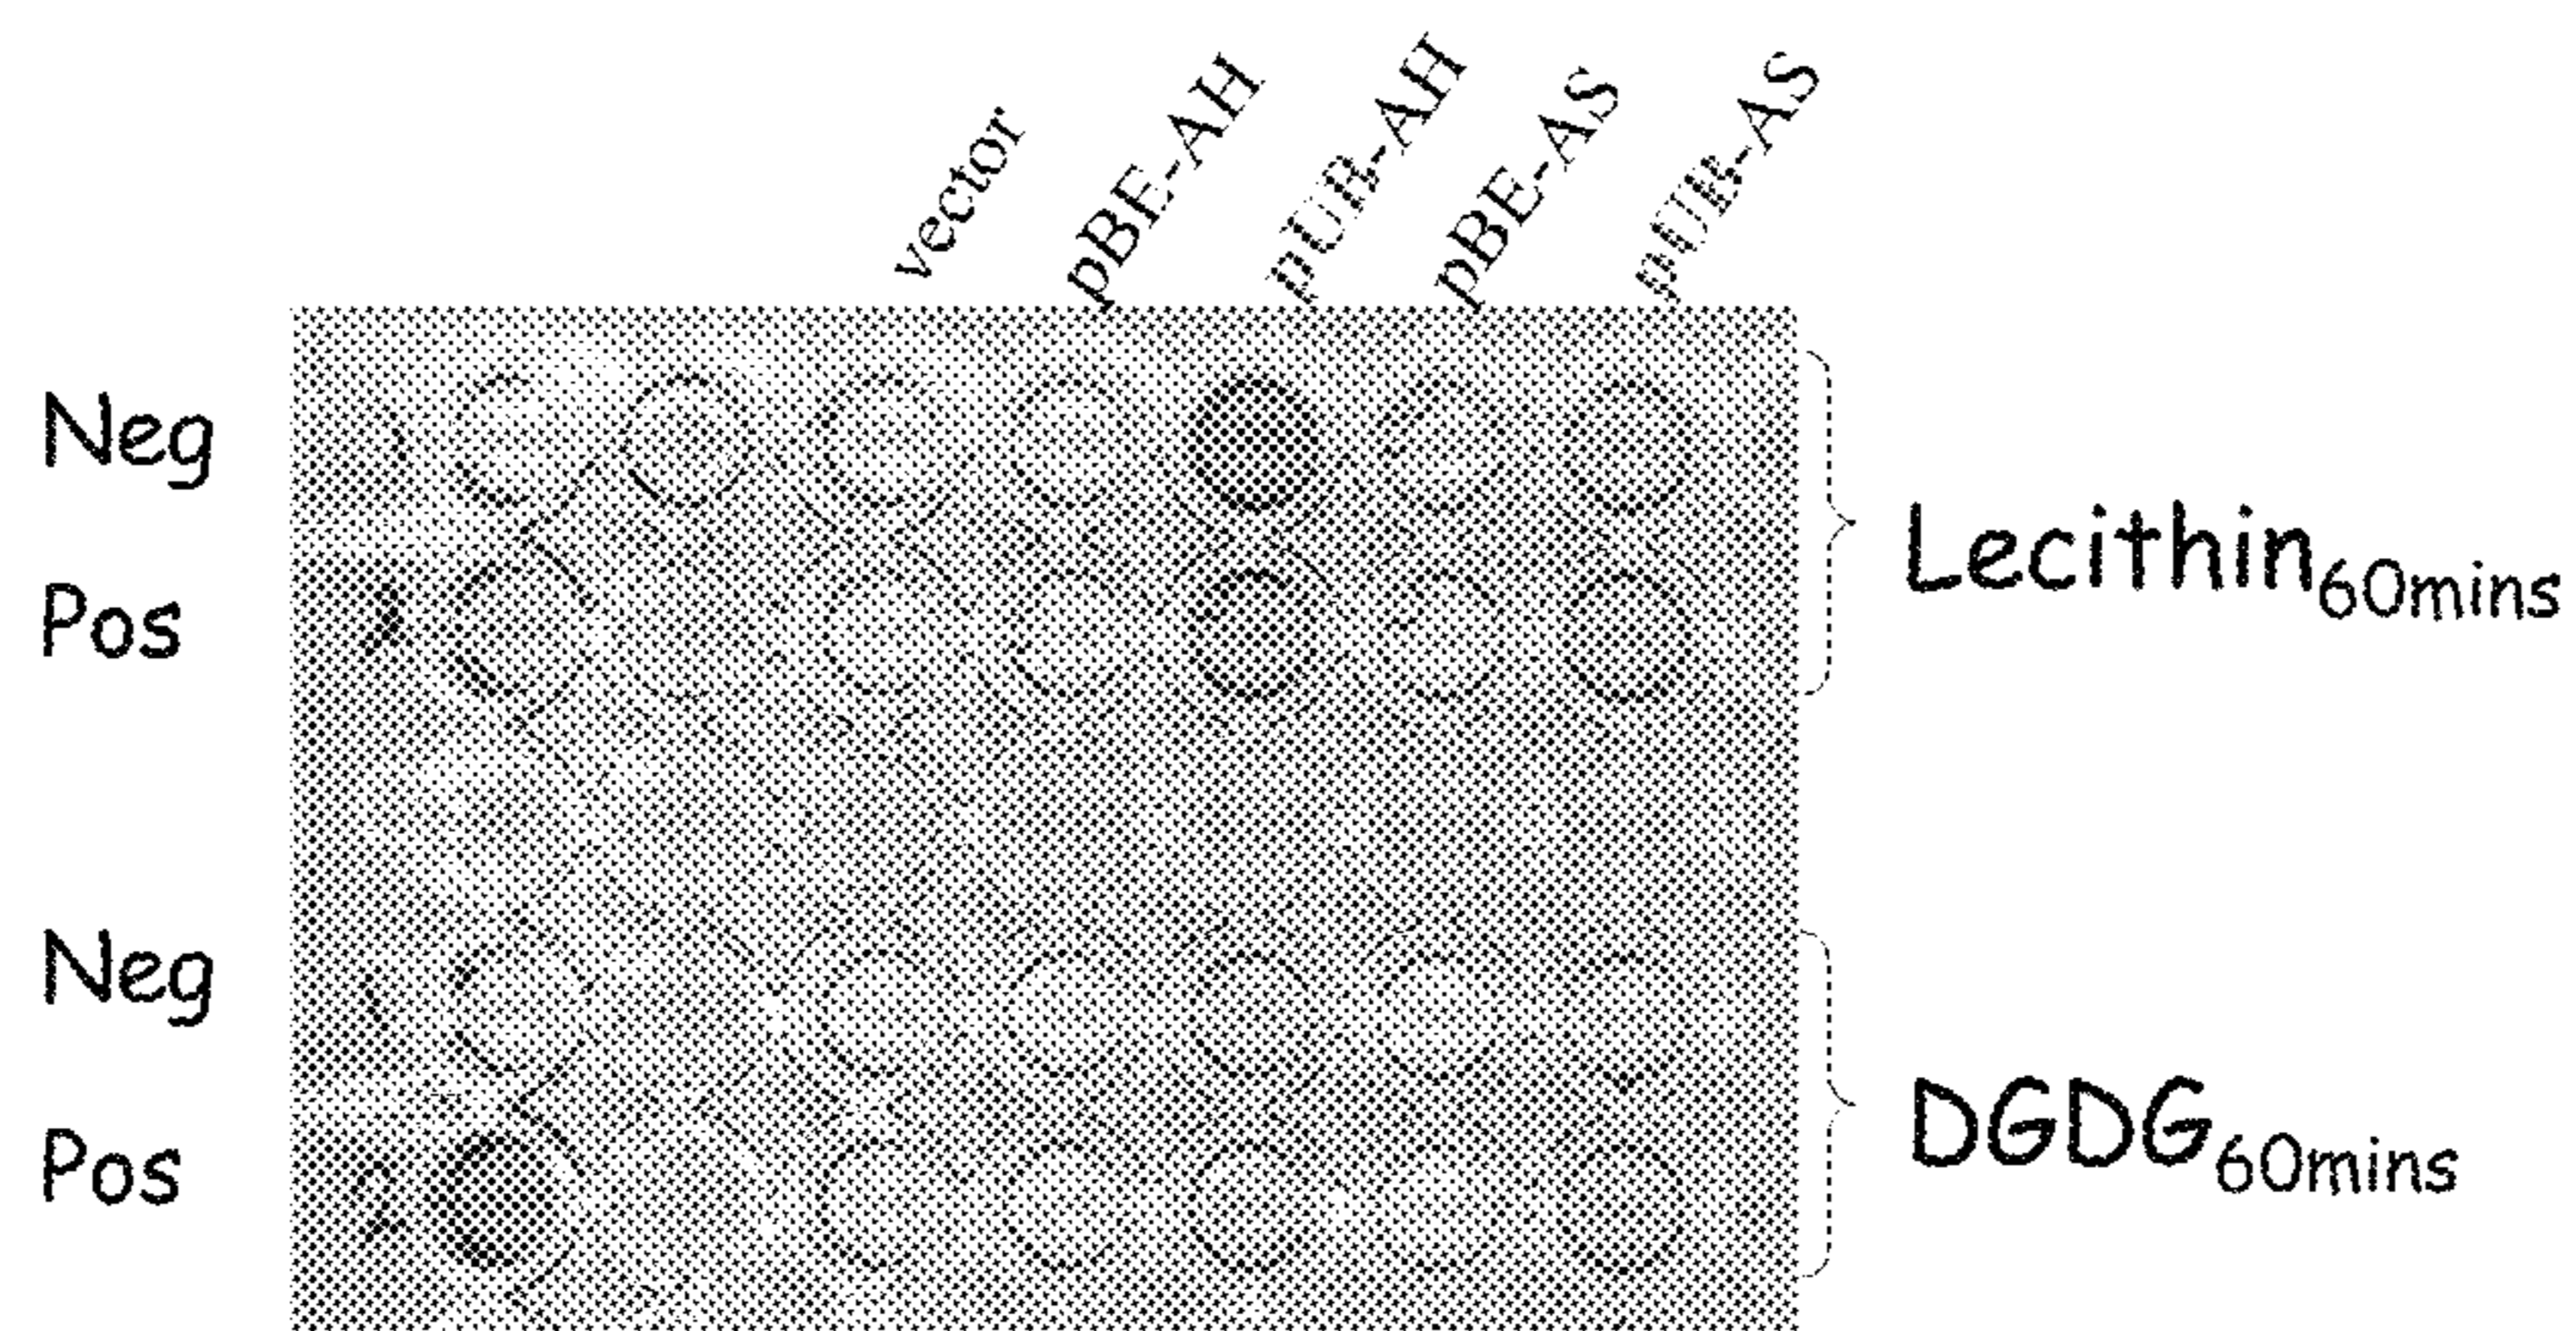 vector
pBE-AH
pUB-AH
pBE-AS
pUB-AS
Neg
Pos
Lecithin60mins
Neg
Pos
DGDG60mins